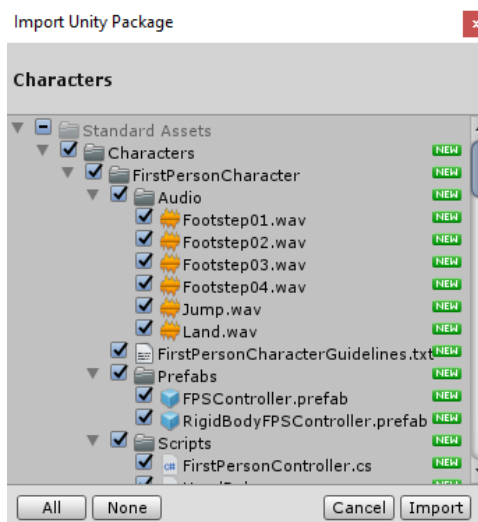 Import Unity Package
Characters
Standard Assets
Characters NEW
FirstPersonCharacter NEW
Audio NEW
Footstep01.wav NEW
Footstep02.wav NEW
Footstep03.wav NEW
Footstep04.wav NEW
Jump.wav NEW
Land.wav NEW
FirstPersonCharacterGuidelines.txt NEW
Prefabs NEW
FPSController.prefab NEW
RigidBodyFPSController.prefab NEW
Scripts NEW
c# FirstPersonController.cs NEW
All None Cancel Import